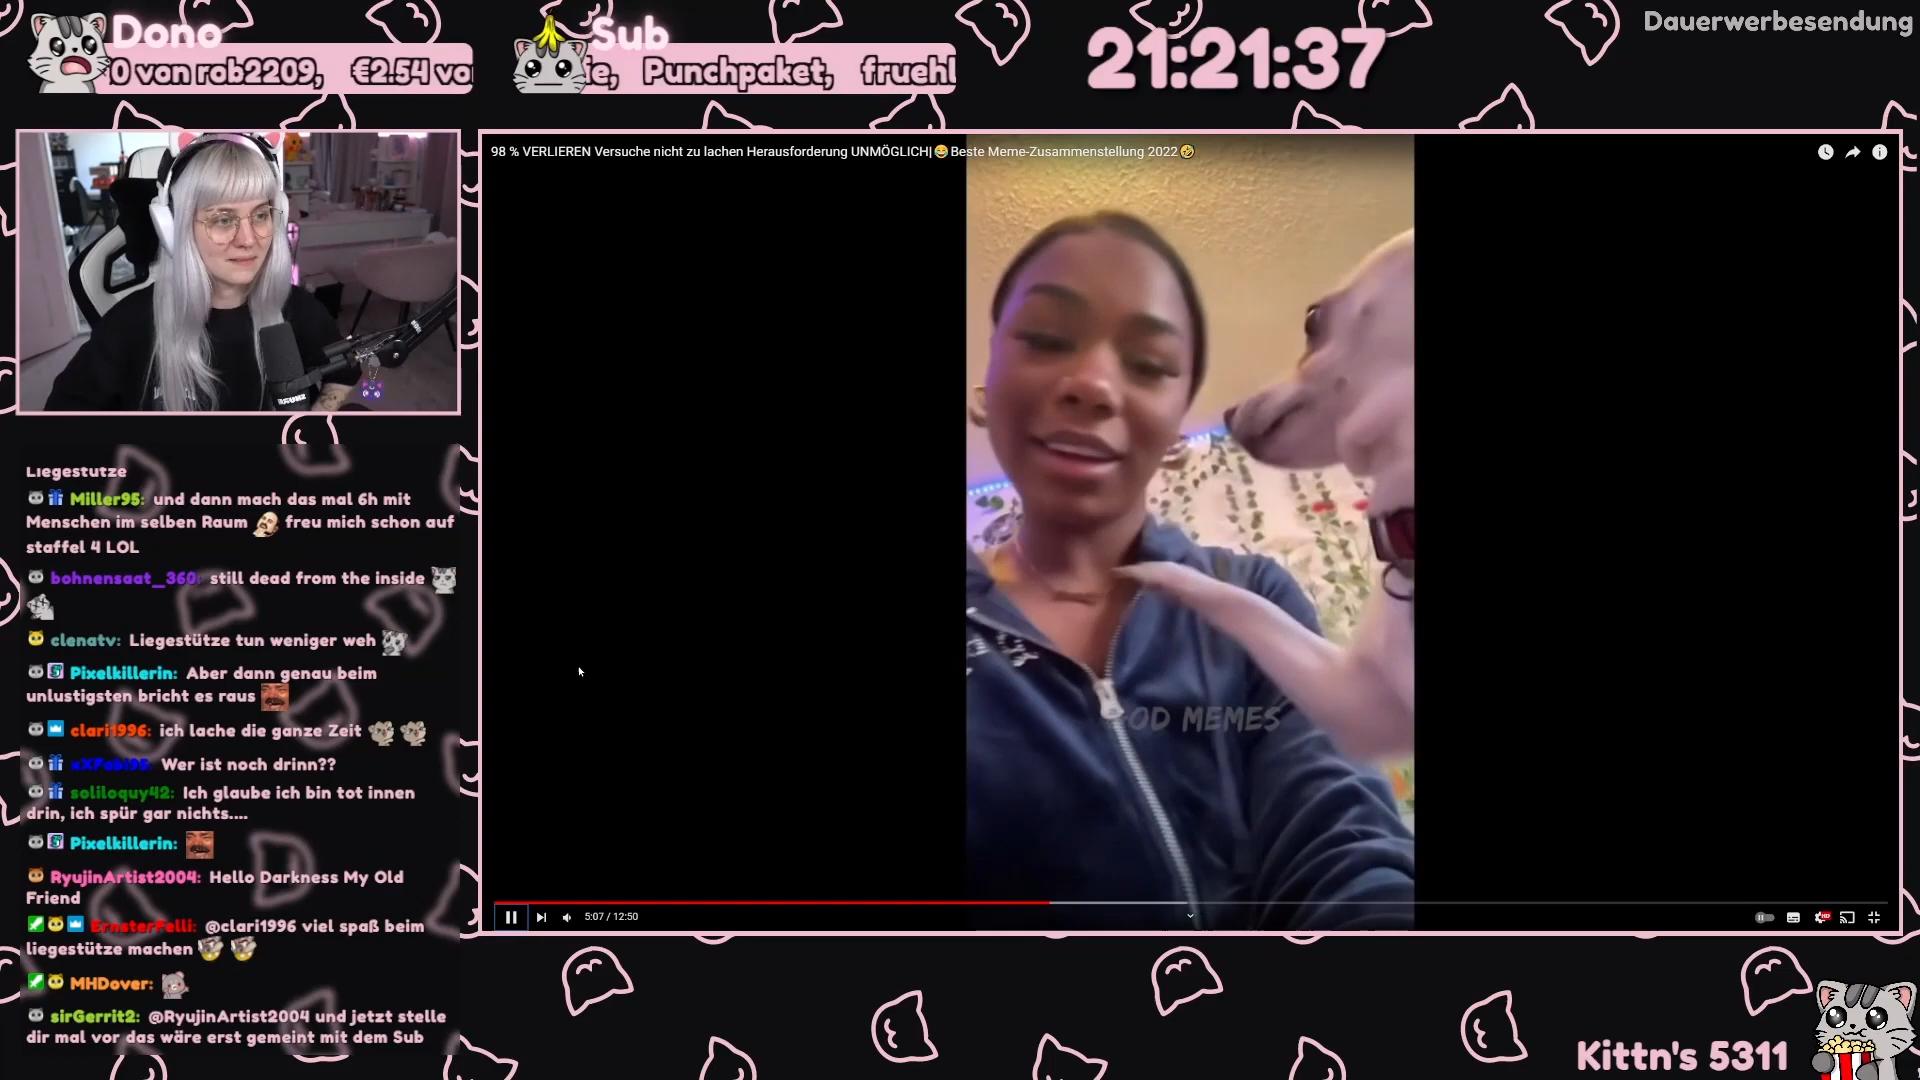 Dono
0 von rob2209, €2.54 vo
Sub
ie, Punchpaket, fruehl
21:21:37
Dauerwerbesendung
98 % VERLIEREN Versuche nicht zu lachen Herausforderung UNMÖGLICH|😂Beste Meme-Zusammenstellung 2022🤣
OD MEMES
5:07 / 12:50
Liegestütze
Miller95: und dann mach das mal 6h mit
Menschen im selben Raum freu mich schon auf
staffel 4 LOL
bohnensaat_360: still dead from the inside
clenatv: Liegestütze tun weniger weh
Pixelkillerin: Aber dann genau beim
unlustigsten bricht es raus
clari1996: ich lache die ganze Zeit
xXFabi95: Wer ist noch drinn??
soliloquy42: Ich glaube ich bin tot innen
drin, ich spür gar nichts....
Pixelkillerin:
RyujinArtist2004: Hello Darkness My Old
Friend
ErnsterFelli: @clari1996 viel spaß beim
liegestütze machen
MHDover:
sirGerrit2: @RyujinArtist2004 und jetzt stelle
dir mal vor das wäre erst gemeint mit dem Sub
Kittn's 5311